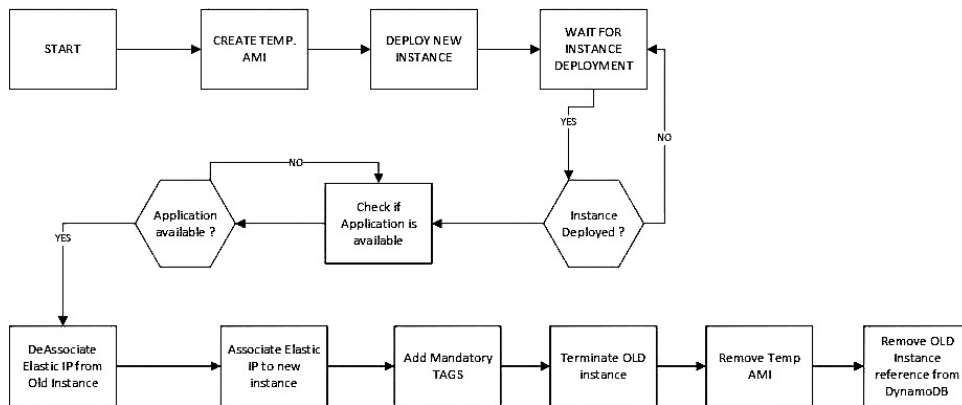 START
CREATE TEMP.
AMI
DEPLOY NEW
INSTANCE
WAIT FOR
INSTANCE
DEPLOYMENT
YES
NO
NO
Application
available ?
Check if
Application is
available
Instance
Deployed ?
YES
DeAssociate
Elastic IP from
Old Instance
Associate Elastic
IP to new
instance
Add Mandatory
TAGS
Terminate OLD
instance
Remove Temp
AMI
Remove OLD
Instance
reference from
DynamoDB